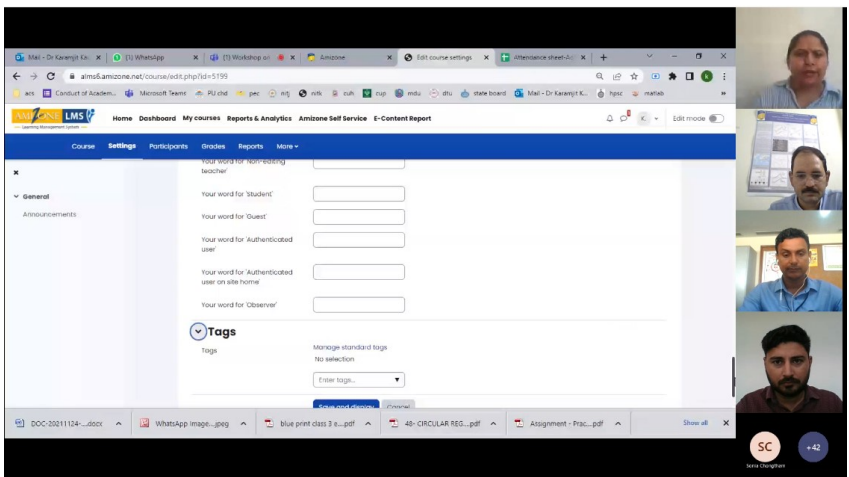 Mail - Dr Karamjit Ka
(1) WhatsApp
(1) Workshop on
Amizone
Edit course settings
Attendance sheet-Ac
alms6.amizone.net/course/edit.php?id=5199
acs
Conduct of Academ...
Microsoft Teams
PU chd
pec
nitj
nitk
cuh
cup
mdu
dtu
state board
Mail - Dr Karamjit K...
hpsc
matlab
AMIZONE LMS
Learning Management System
Home Dashboard My courses Reports & Analytics Amizone Self Service E-Content Report
K
Edit mode
Course Settings Participants Grades Reports More
General
Announcements
Your word for 'Non-editing
teacher'
Your word for 'Student'
Your word for 'Guest'
Your word for 'Authenticated
user'
Your word for 'Authenticated
user on site home'
Your word for 'Observer'
Tags
Tags
Manage standard tags
No selection
Enter tags...
Save and display
Cancel
DOC-20211124-....docx
WhatsApp Image...jpeg
blue print class 3 e....pdf
48- CIRCULAR REG....pdf
Assignment - Prac....pdf
Show all
SC
+42
Sonia Chongtham